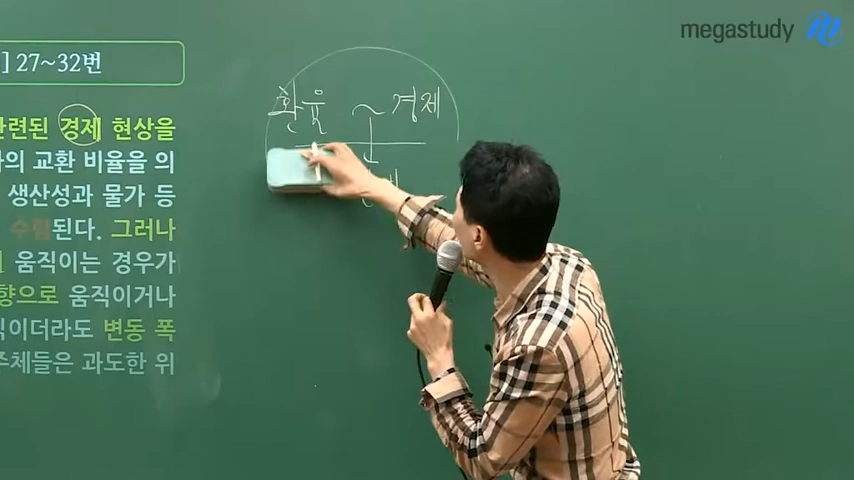 megastudy
] 27~32번
환율 ~ 경제
관련된 경제 현상을
의 교환 비율을 의
생산성과 물가 등
수렴된다. 그러나
움직이는 경우가
향으로 움직이거나
직이더라도 변동 폭
주체들은 과도한 위